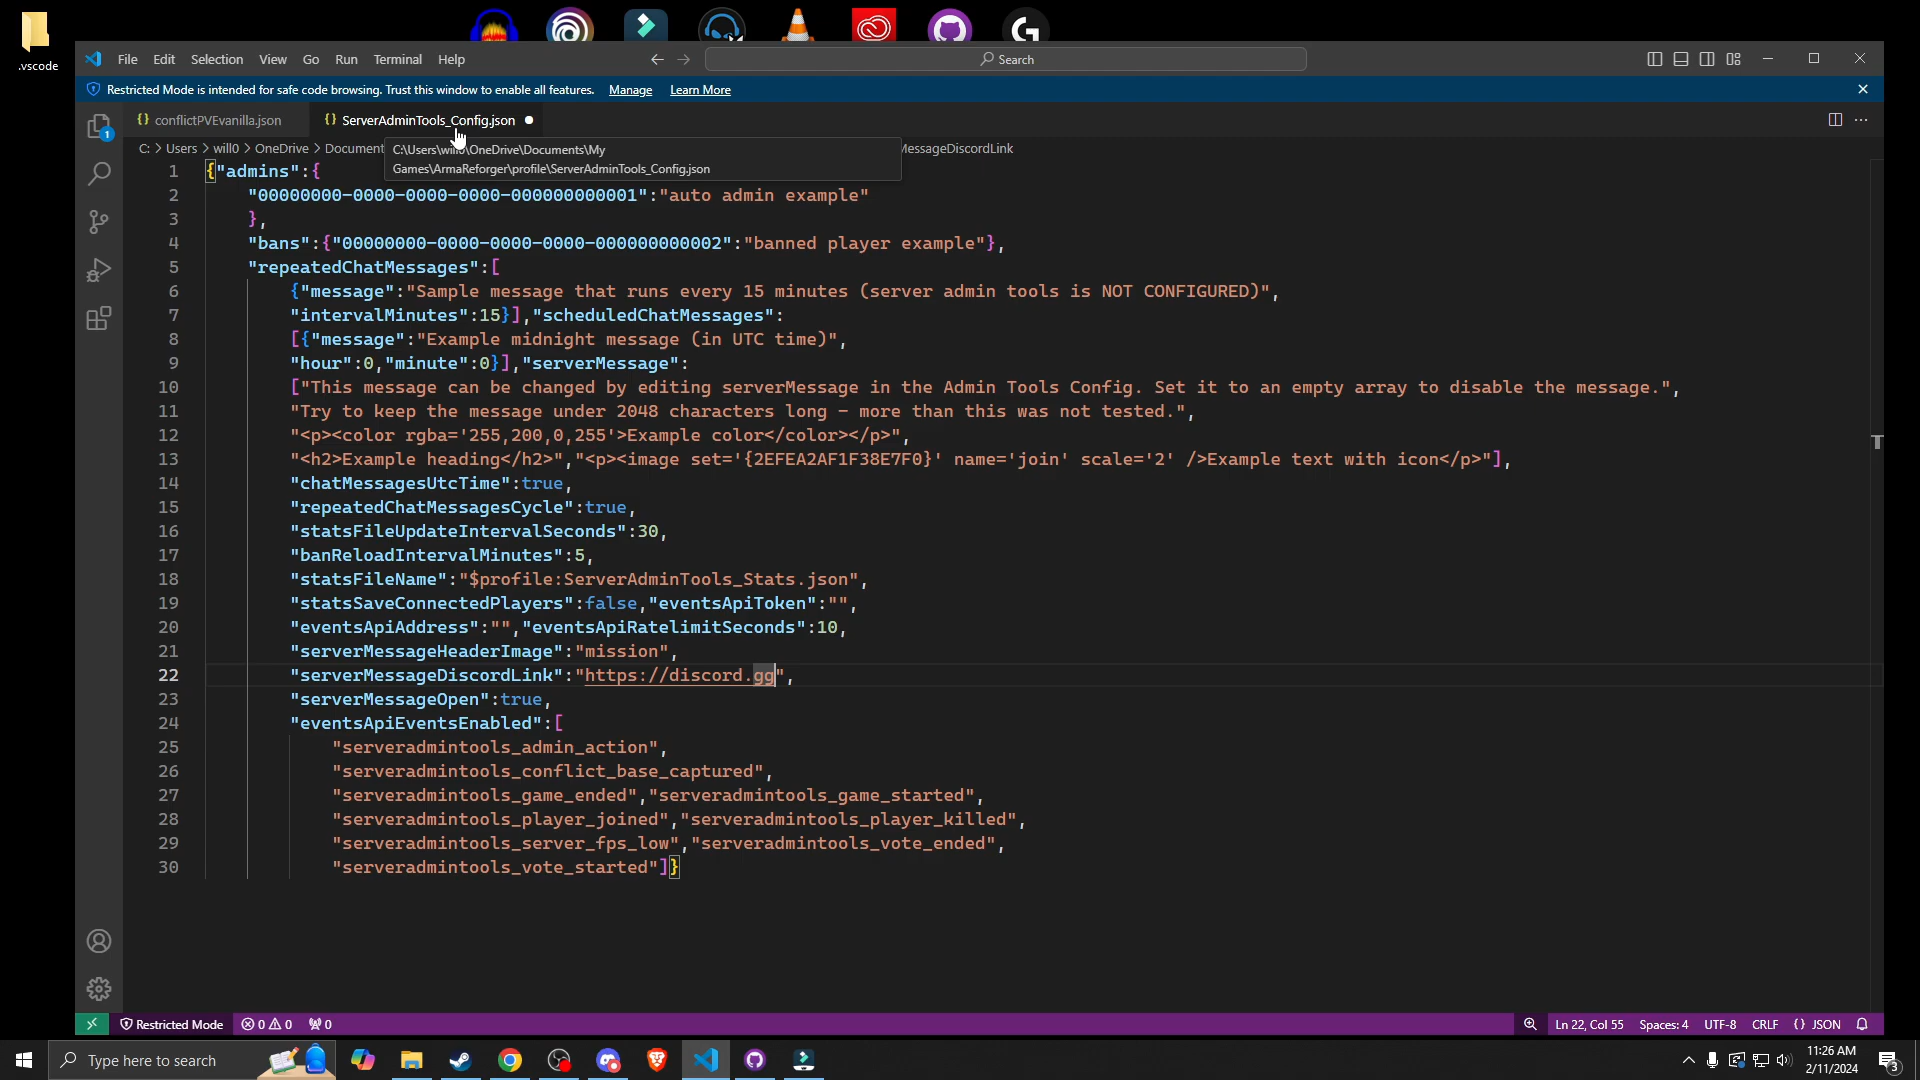 .vscode
File Edit Selection View Go Run Terminal Help
Search
Restricted Mode is intended for safe code browsing. Trust this window to enable all features. Manage Learn More
{} conflictPVEvanilla.json {} ServerAdminTools_Config.json
C: > Users > will0 > OneDrive > Document
MessageDiscordLink
C:\Users\will0\OneDrive\Documents\My
Games\ArmaReforger\profile\ServerAdminTools_Config.json
1 {"admins":{
2 "00000000-0000-0000-0000-000000000001":"auto admin example"
3 },
4 "bans":{"00000000-0000-0000-0000-000000000002":"banned player example"},
5 "repeatedChatMessages":[
6 {"message":"Sample message that runs every 15 minutes (server admin tools is NOT CONFIGURED)",
7 "intervalMinutes":15}],"scheduledChatMessages":
8 [{"message":"Example midnight message (in UTC time)",
9 "hour":0,"minute":0}],"serverMessage":
10 ["This message can be changed by editing serverMessage in the Admin Tools Config. Set it to an empty array to disable the message.",
11 "Try to keep the message under 2048 characters long - more than this was not tested.",
12 "<p><color rgba='255,200,0,255'>Example color</color></p>",
13 "<h2>Example heading</h2>","<p><image set='{2EFEA2AF1F38E7F0}' name='join' scale='2' />Example text with icon</p>"],
14 "chatMessagesUtcTime":true,
15 "repeatedChatMessagesCycle":true,
16 "statsFileUpdateIntervalSeconds":30,
17 "banReloadIntervalMinutes":5,
18 "statsFileName":"$profile:ServerAdminTools_Stats.json",
19 "statsSaveConnectedPlayers":false,"eventsApiToken":"",
20 "eventsApiAddress":"","eventsApiRatelimitSeconds":10,
21 "serverMessageHeaderImage":"mission",
22 "serverMessageDiscordLink":"https://discord.gg",
23 "serverMessageOpen":true,
24 "eventsApiEventsEnabled":[
25 "serveradmintools_admin_action",
26 "serveradmintools_conflict_base_captured",
27 "serveradmintools_game_ended","serveradmintools_game_started",
28 "serveradmintools_player_joined","serveradmintools_player_killed",
29 "serveradmintools_server_fps_low","serveradmintools_vote_ended",
30 "serveradmintools_vote_started"]}
1
Restricted Mode 0 0 0 Ln 22, Col 55 Spaces: 4 UTF-8 CRLF {} JSON
Type here to search
11:26 AM
2/11/2024
3